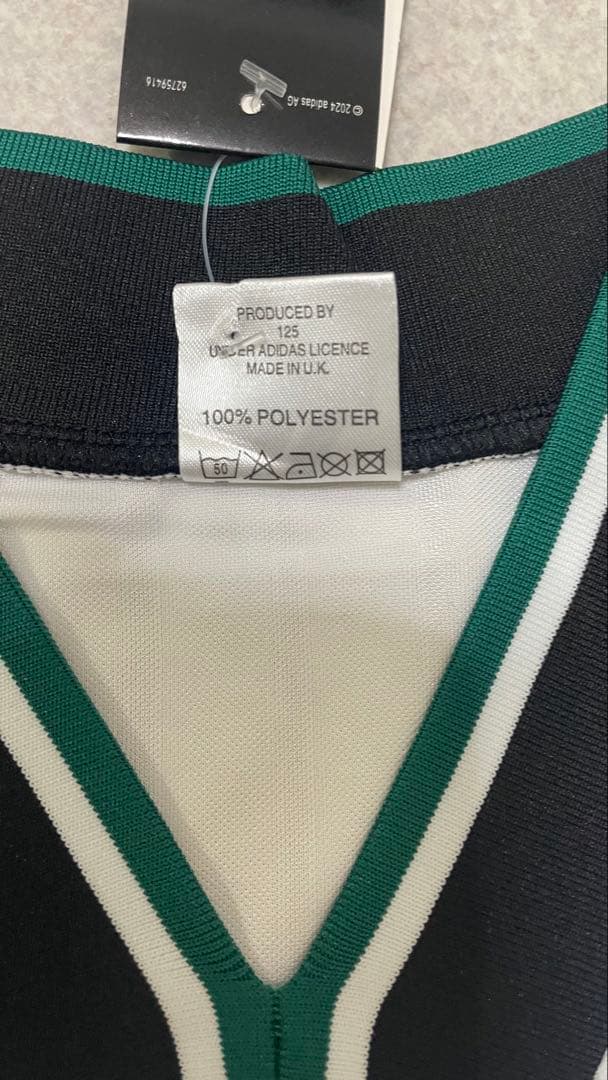 © 2024 adidas AG
62759416
PRODUCED BY
125
UNDER ADIDAS LICENCE
MADE IN U.K.
100% POLYESTER
50